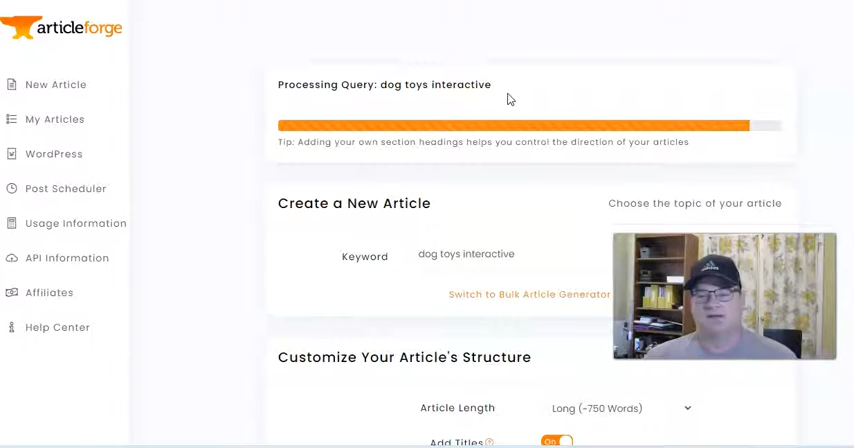 articleforge
New Article
My Articles
WordPress
Post Scheduler
Usage Information
API Information
Affiliates
Help Center
Processing Query: dog toys interactive
Tip: Adding your own section headings helps you control the direction of your articles
Create a New Article
Choose the topic of your article
Keyword
dog toys interactive
Switch to Bulk Article Generator
Customize Your Article's Structure
Article Length
Long (~750 Words)
Add Titles
On